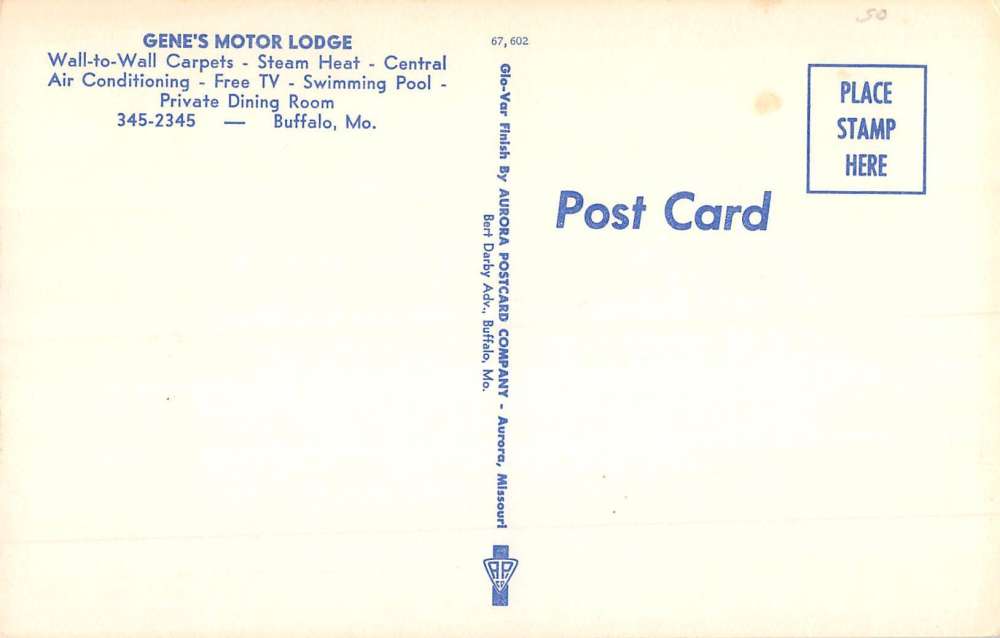 50
GENE'S MOTOR LODGE
Wall-to-Wall Carpets - Steam Heat - Central
Air Conditioning - Free TV - Swimming Pool -
Private Dining Room
345-2345 — Buffalo, Mo.
67,602
Glo-Var Finish By AURORA POSTCARD COMPANY - Aurora, Missouri
Bert Darby Adv., Buffalo, Mo.
APCO
Post Card
PLACE
STAMP
HERE